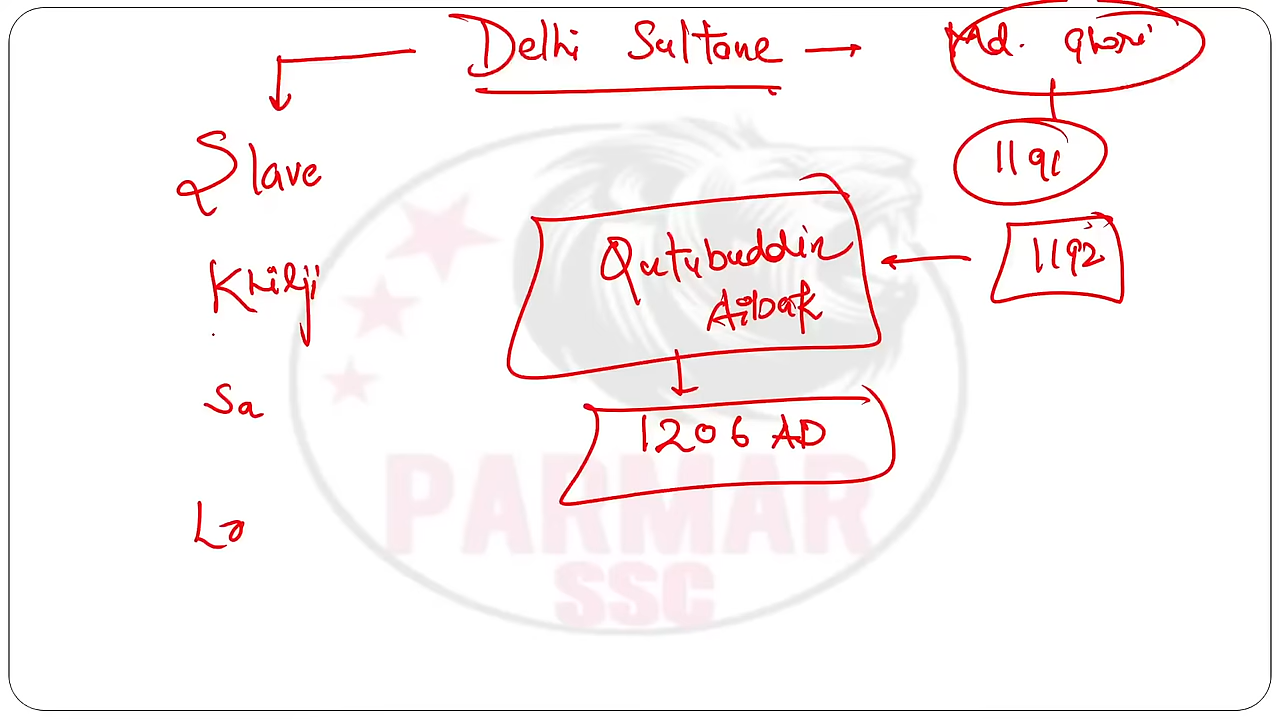 Delhi Sultane → Md. Ghori
1191
Slave
1192
Qutubuddin
Aibak
Khilji
Sa
1206 AD
Lo
PARMAR
SSC